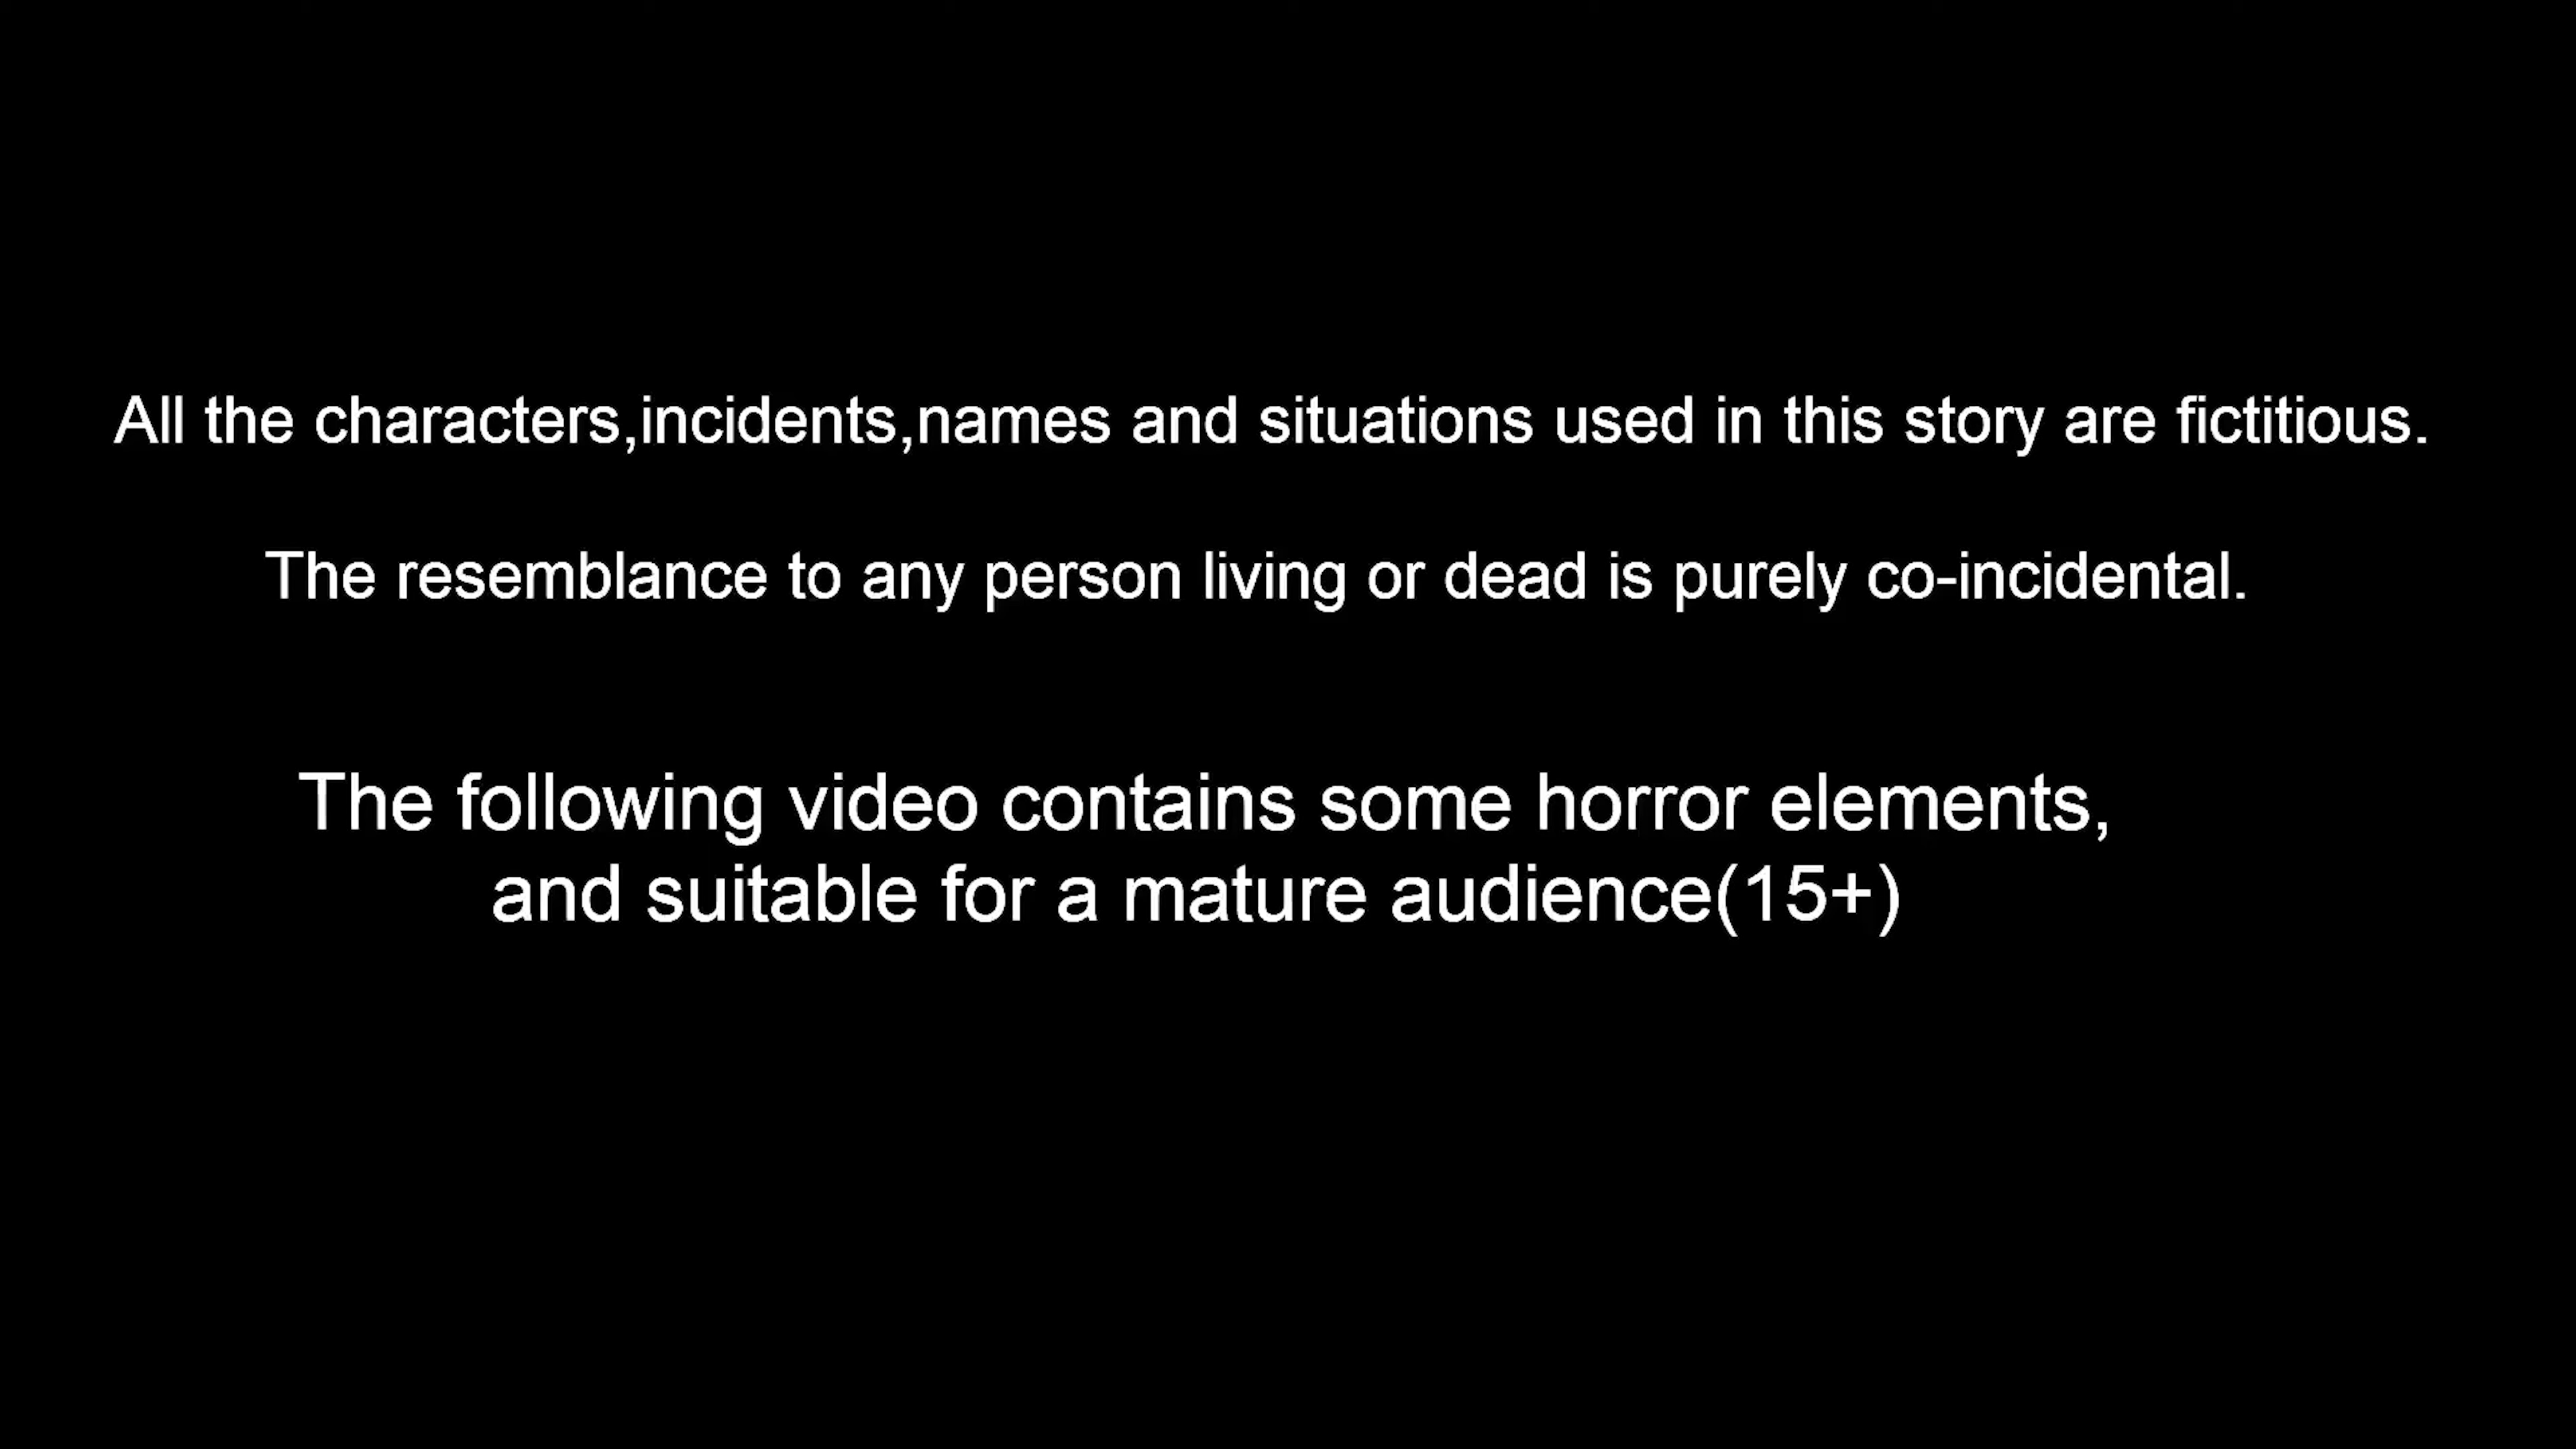 All the characters,incidents,names and situations used in this story are fictitious.
The resemblance to any person living or dead is purely co-incidental.
The following video contains some horror elements,
and suitable for a mature audience(15+)